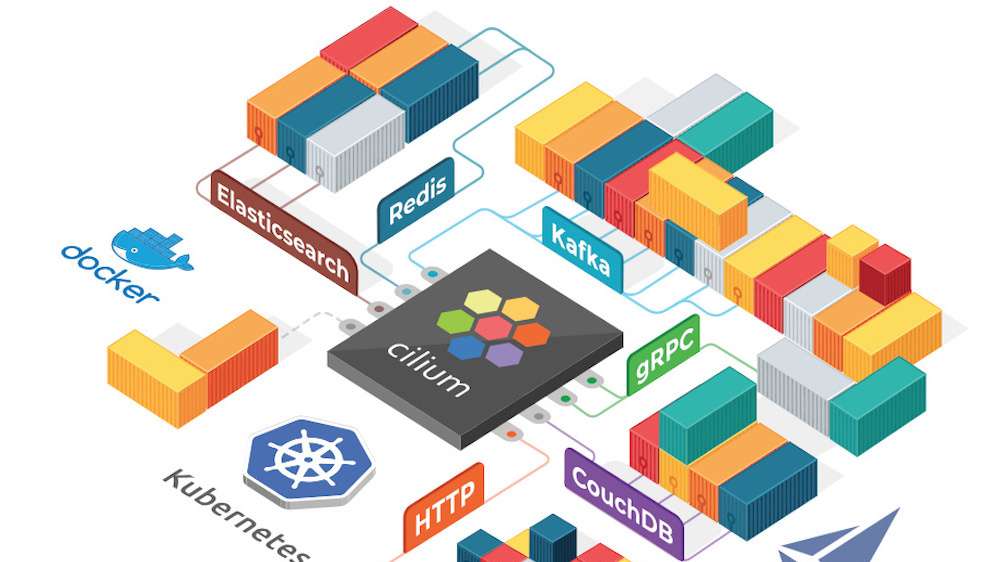 Redis
Elasticsearch
Kafka
docker
cilium
gRPC
Kubernetes
HTTP
CouchDB